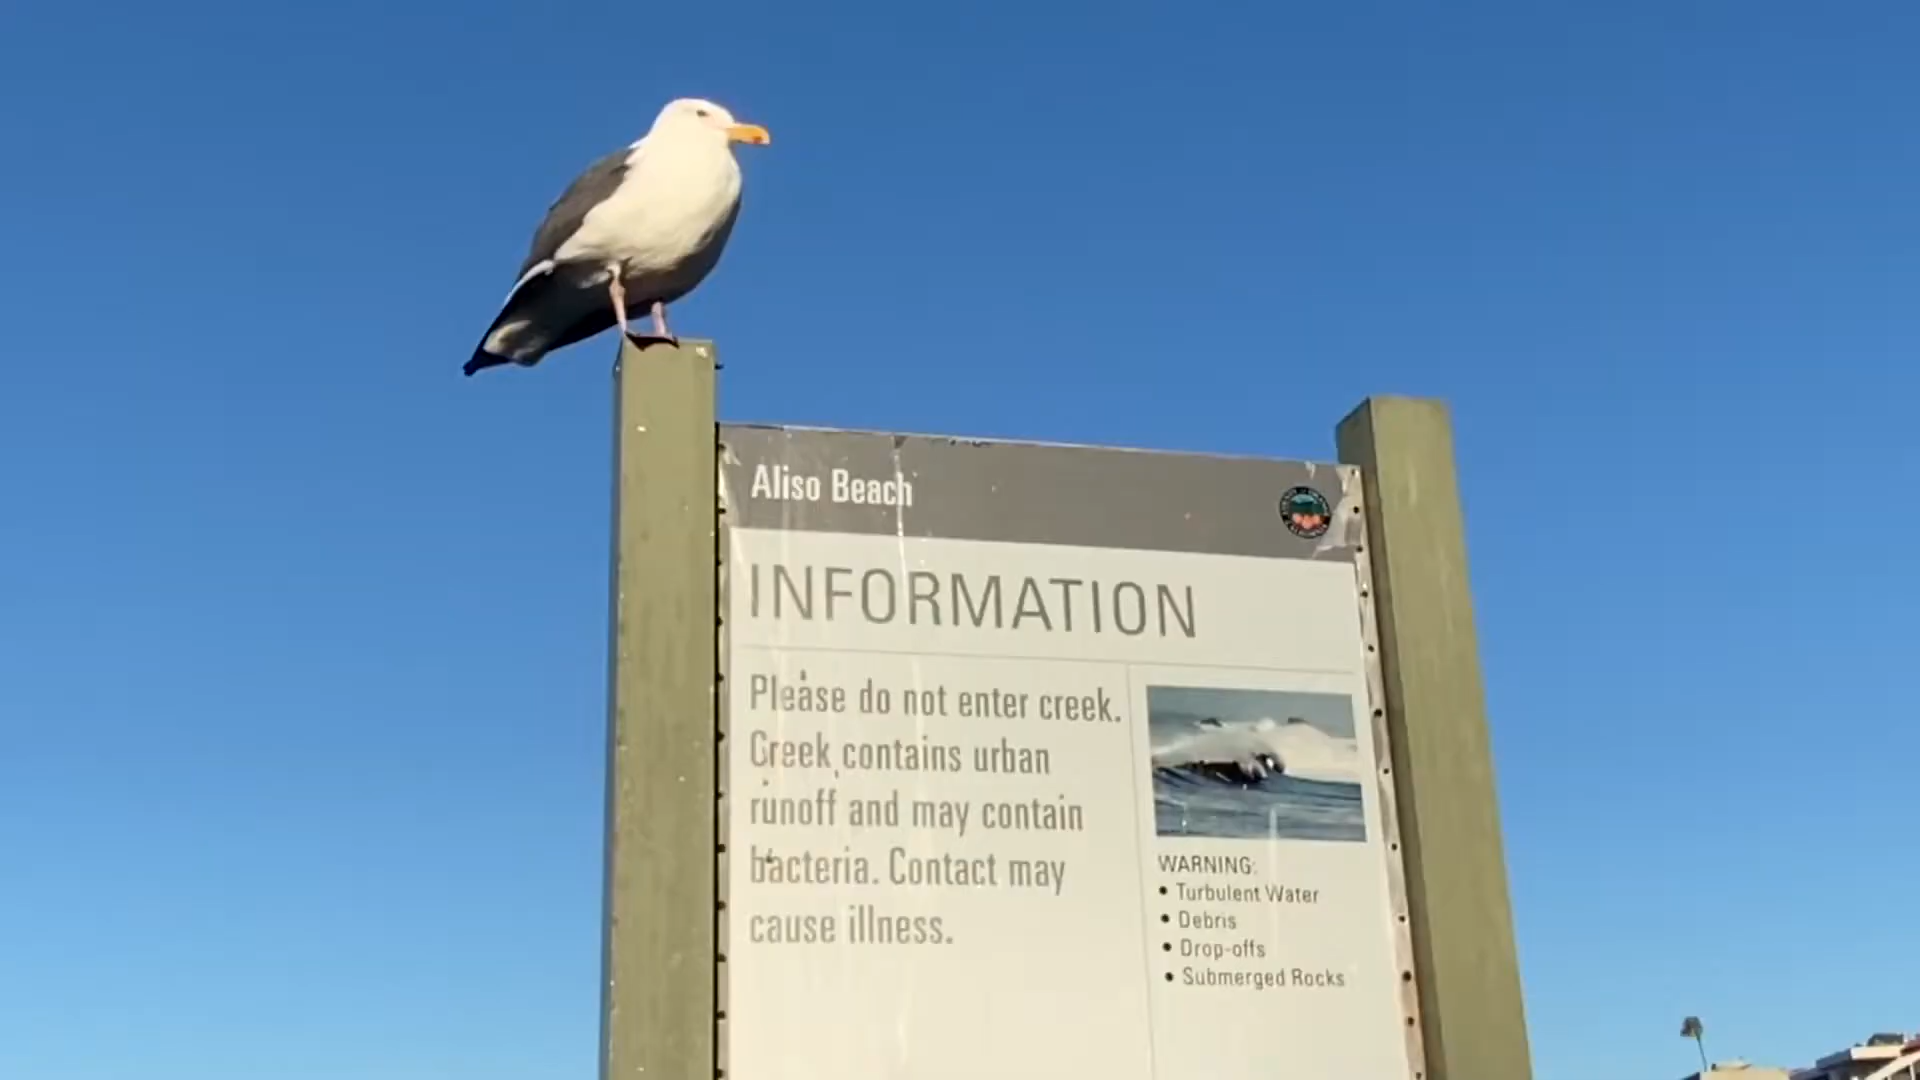 Aliso Beach
INFORMATION
Please do not enter creek.
Creek contains urban
runoff and may contain
bacteria. Contact may
cause illness.
WARNING:
• Turbulent Water
• Debris
• Drop-offs
• Submerged Rocks